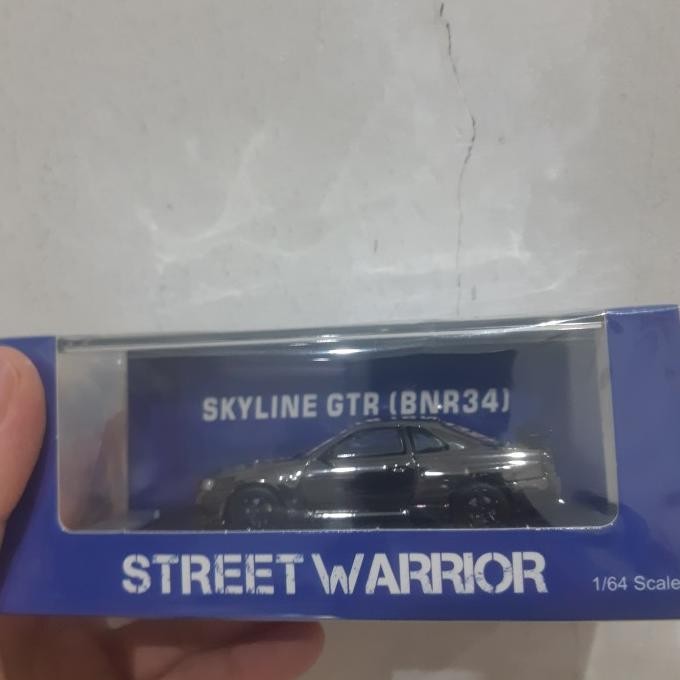 SKYLINE GTR (BNR34)
STREET WARRIOR
1/64 Scale